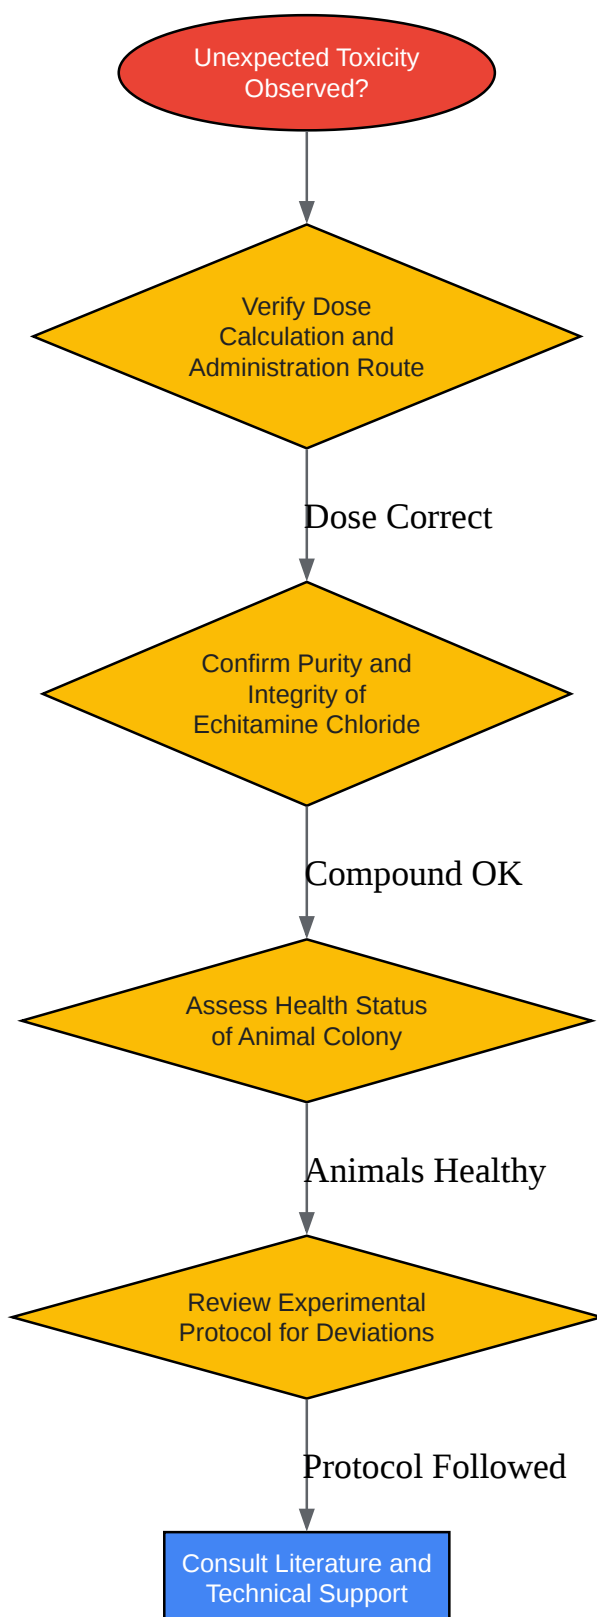 Unexpected Toxicity
Observed?
Verify Dose
Calculation and
Administration Route
Dose Correct
Confirm Purity and
Integrity of
Echitamine Chloride
Compound OK
Assess Health Status
of Animal Colony
Animals Healthy
Review Experimental
Protocol for Deviations
Protocol Followed
Consult Literature and
Technical Support